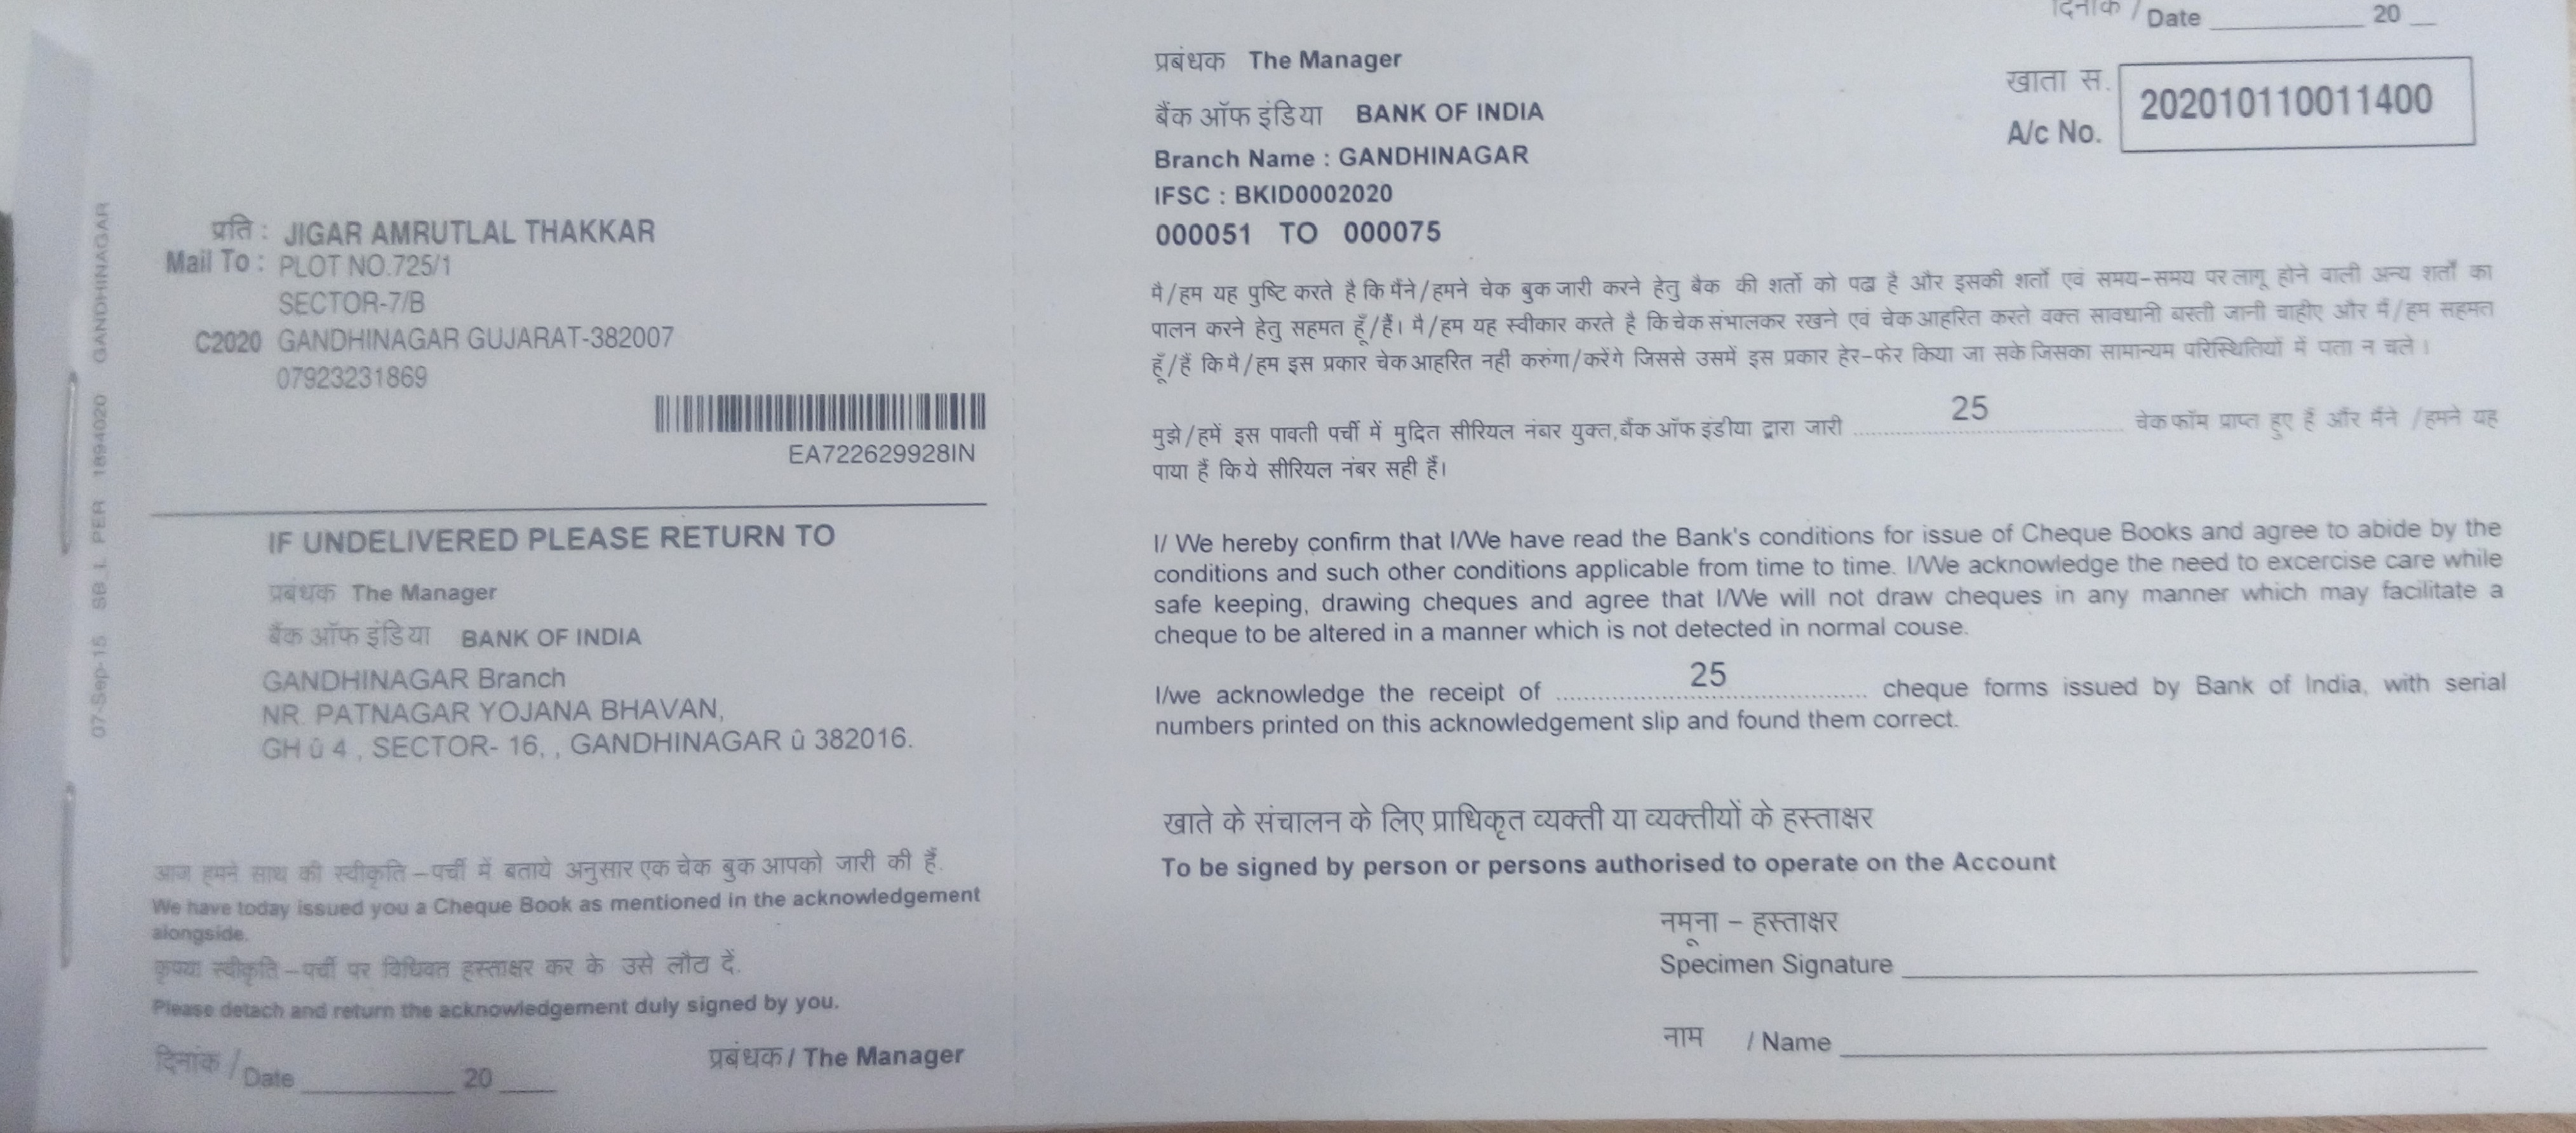 07-Sep-15 SB_L PER 1894020 GANDHINAGAR
प्रति : JIGAR AMRUTLAL THAKKAR
Mail To : PLOT NO.725/1
SECTOR-7/B
C2020 GANDHINAGAR GUJARAT-382007
07923231869
EA722629928IN
IF UNDELIVERED PLEASE RETURN TO
प्रबंधक The Manager
बैंक ऑफ इंडिया BANK OF INDIA
GANDHINAGAR Branch
NR. PATNAGAR YOJANA BHAVAN,
GH û 4 , SECTOR- 16, , GANDHINAGAR û 382016.
आज हमने साथ की स्वीकृति–पर्ची में बताये अनुसार एक चेक बुक आपको जारी की हैं.
We have today issued you a Cheque Book as mentioned in the acknowledgement
alongside.
कृपया स्वीकृति–पर्ची पर विधिवत हस्ताक्षर कर के उसे लौटा दें.
Please detach and return the acknowledgement duly signed by you.
दिनांक / Date ________ 20 ____
प्रबंधक / The Manager
दिनांक / Date ________ 20 __
प्रबंधक The Manager
बैंक ऑफ इंडिया BANK OF INDIA
Branch Name : GANDHINAGAR
IFSC : BKID0002020
000051 TO 000075
खाता स.
A/c No.
202010110011400
मै/हम यह पुष्टि करते है कि मैंने/हमने चेक बुक जारी करने हेतु बैक की शर्तो को पढा है और इसकी शर्तो एवं समय–समय पर लागू होने वाली अन्य शर्तों का
पालन करने हेतु सहमत हूँ/हैं। मै/हम यह स्वीकार करते है कि चेक संभालकर रखने एवं चेक आहरित करते वक्त सावधानी बरती जानी चाहीए और मैं/हम सहमत
हूँ/हैं कि मै/हम इस प्रकार चेक आहरित नही करुंगा/करेंगे जिससे उसमें इस प्रकार हेर–फेर किया जा सके जिसका सामान्यम परिस्थितियों में पता न चले।
मुझे/हमें इस पावती पर्ची में मुद्रित सीरियल नंबर युक्त,बैंक ऑफ इंडीया द्वारा जारी ........ 25 ........ चेक फॉम प्राप्त हुए हैं और मैंने /हमने यह
पाया हैं कि ये सीरियल नंबर सही हैं।
I/ We hereby confirm that I/We have read the Bank's conditions for issue of Cheque Books and agree to abide by the
conditions and such other conditions applicable from time to time. I/We acknowledge the need to excercise care while
safe keeping, drawing cheques and agree that I/We will not draw cheques in any manner which may facilitate a
cheque to be altered in a manner which is not detected in normal couse.
I/we acknowledge the receipt of ........ 25 ........ cheque forms issued by Bank of India, with serial
numbers printed on this acknowledgement slip and found them correct.
खाते के संचालन के लिए प्राधिकृत व्यक्ती या व्यक्तीयों के हस्ताक्षर
To be signed by person or persons authorised to operate on the Account
नमूना – हस्ताक्षर
Specimen Signature ________
नाम / Name ________